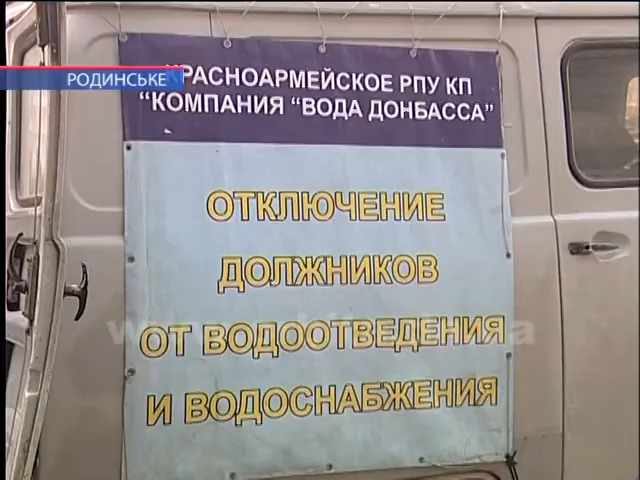 РОДИНСЬКЕ
КРАСНОАРМЕЙСКОЕ РПУ КП
“КОМПАНИЯ “ВОДА ДОНБАССА”
ОТКЛЮЧЕНИЕ
ДОЛЖНИКОВ
ОТ ВОДООТВЕДЕНИЯ
И ВОДОСНАБЖЕНИЯ